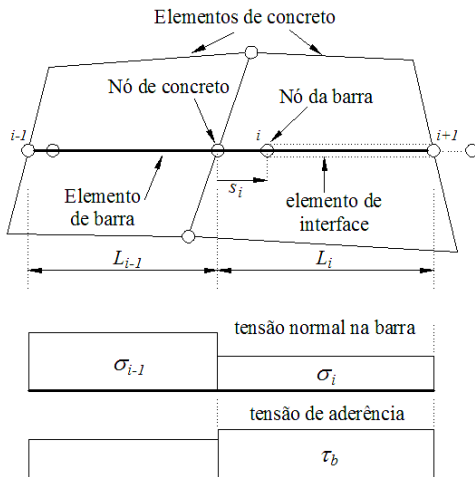 Elementos de concreto
Nó de concreto
Nó da barra
i-1
i
i+1
Elemento
de barra
s_i
elemento de
interface
L_{i-1}
L_i
tensão normal na barra
σ_{i-1}
σ_i
tensão de aderência
τ_b